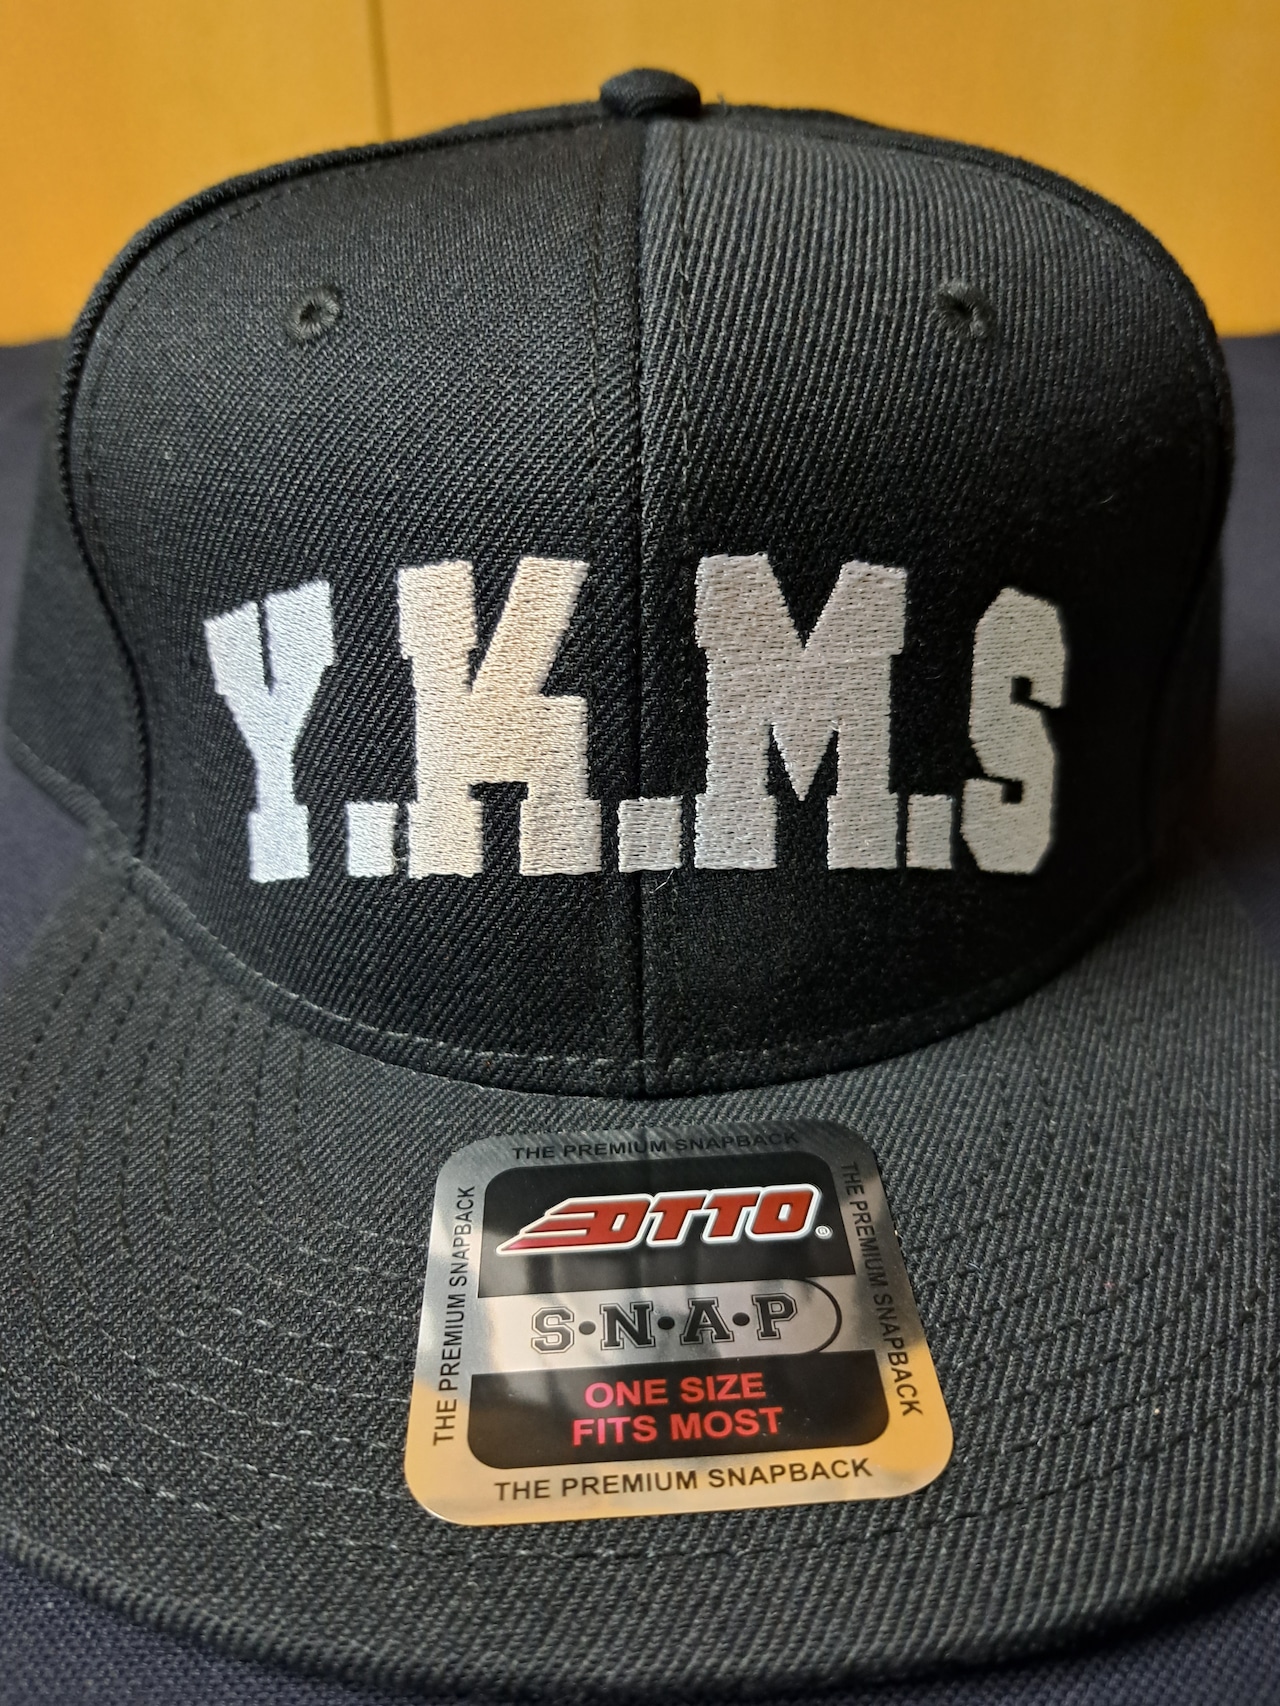 Y.K.M.S
THE PREMIUM SNAPBACK
THE PREMIUM SNAPBACK
THE PREMIUM SNAPBACK
OTTO®
S•N•A•P
ONE SIZE
FITS MOST
THE PREMIUM SNAPBACK